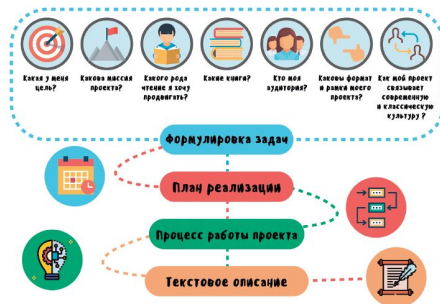 Какая у меня
цель?
Какова миссия
проекта?
Какого рода
чтение я хочу
продвигать?
Какие книги?
Кто моя
аудитория?
Каковы формат
и рамки моего
проекта?
Как мой проект
связывает
современную
и классическую
культуру?
Формулировка задач
План реализации
Процесс работы проекта
Текстовое описание